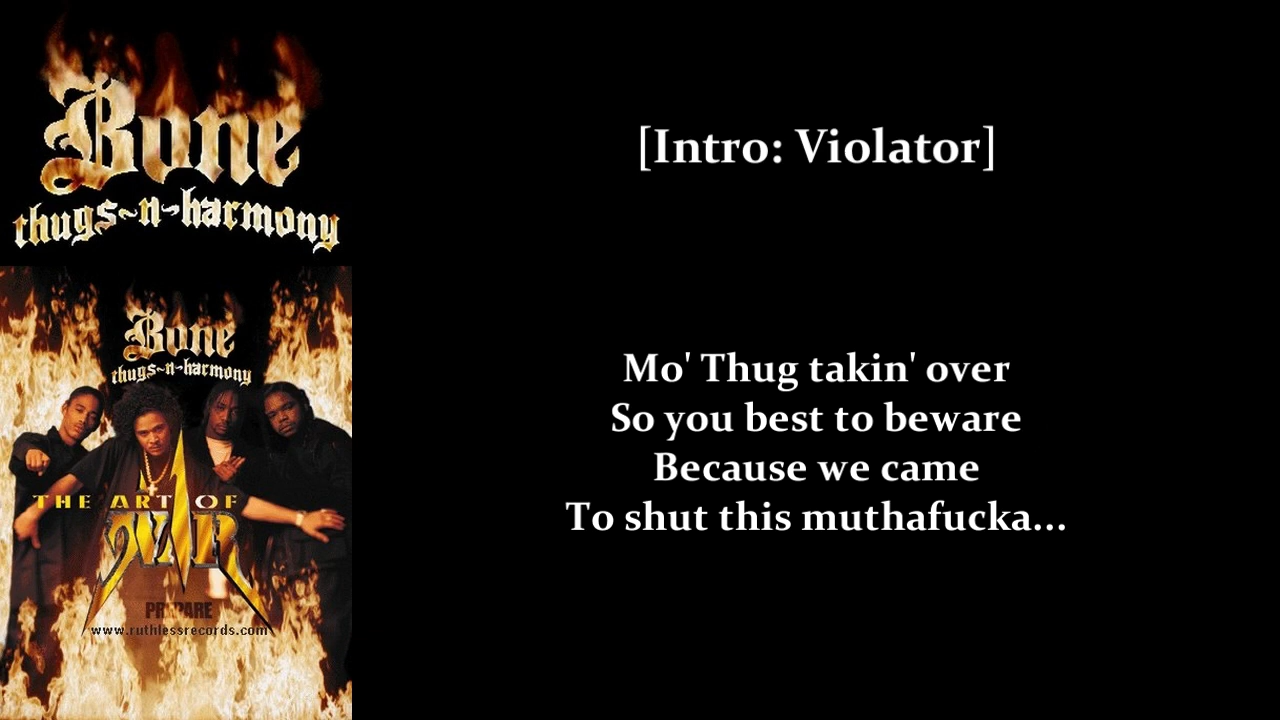 Bone
thugs~n~harmony
Bone
thugs~n~harmony
THE ART OF
WAR
PREPARE
www.ruthlessrecords.com
[Intro: Violator]
Mo' Thug takin' over
So you best to beware
Because we came
To shut this muthafucka...